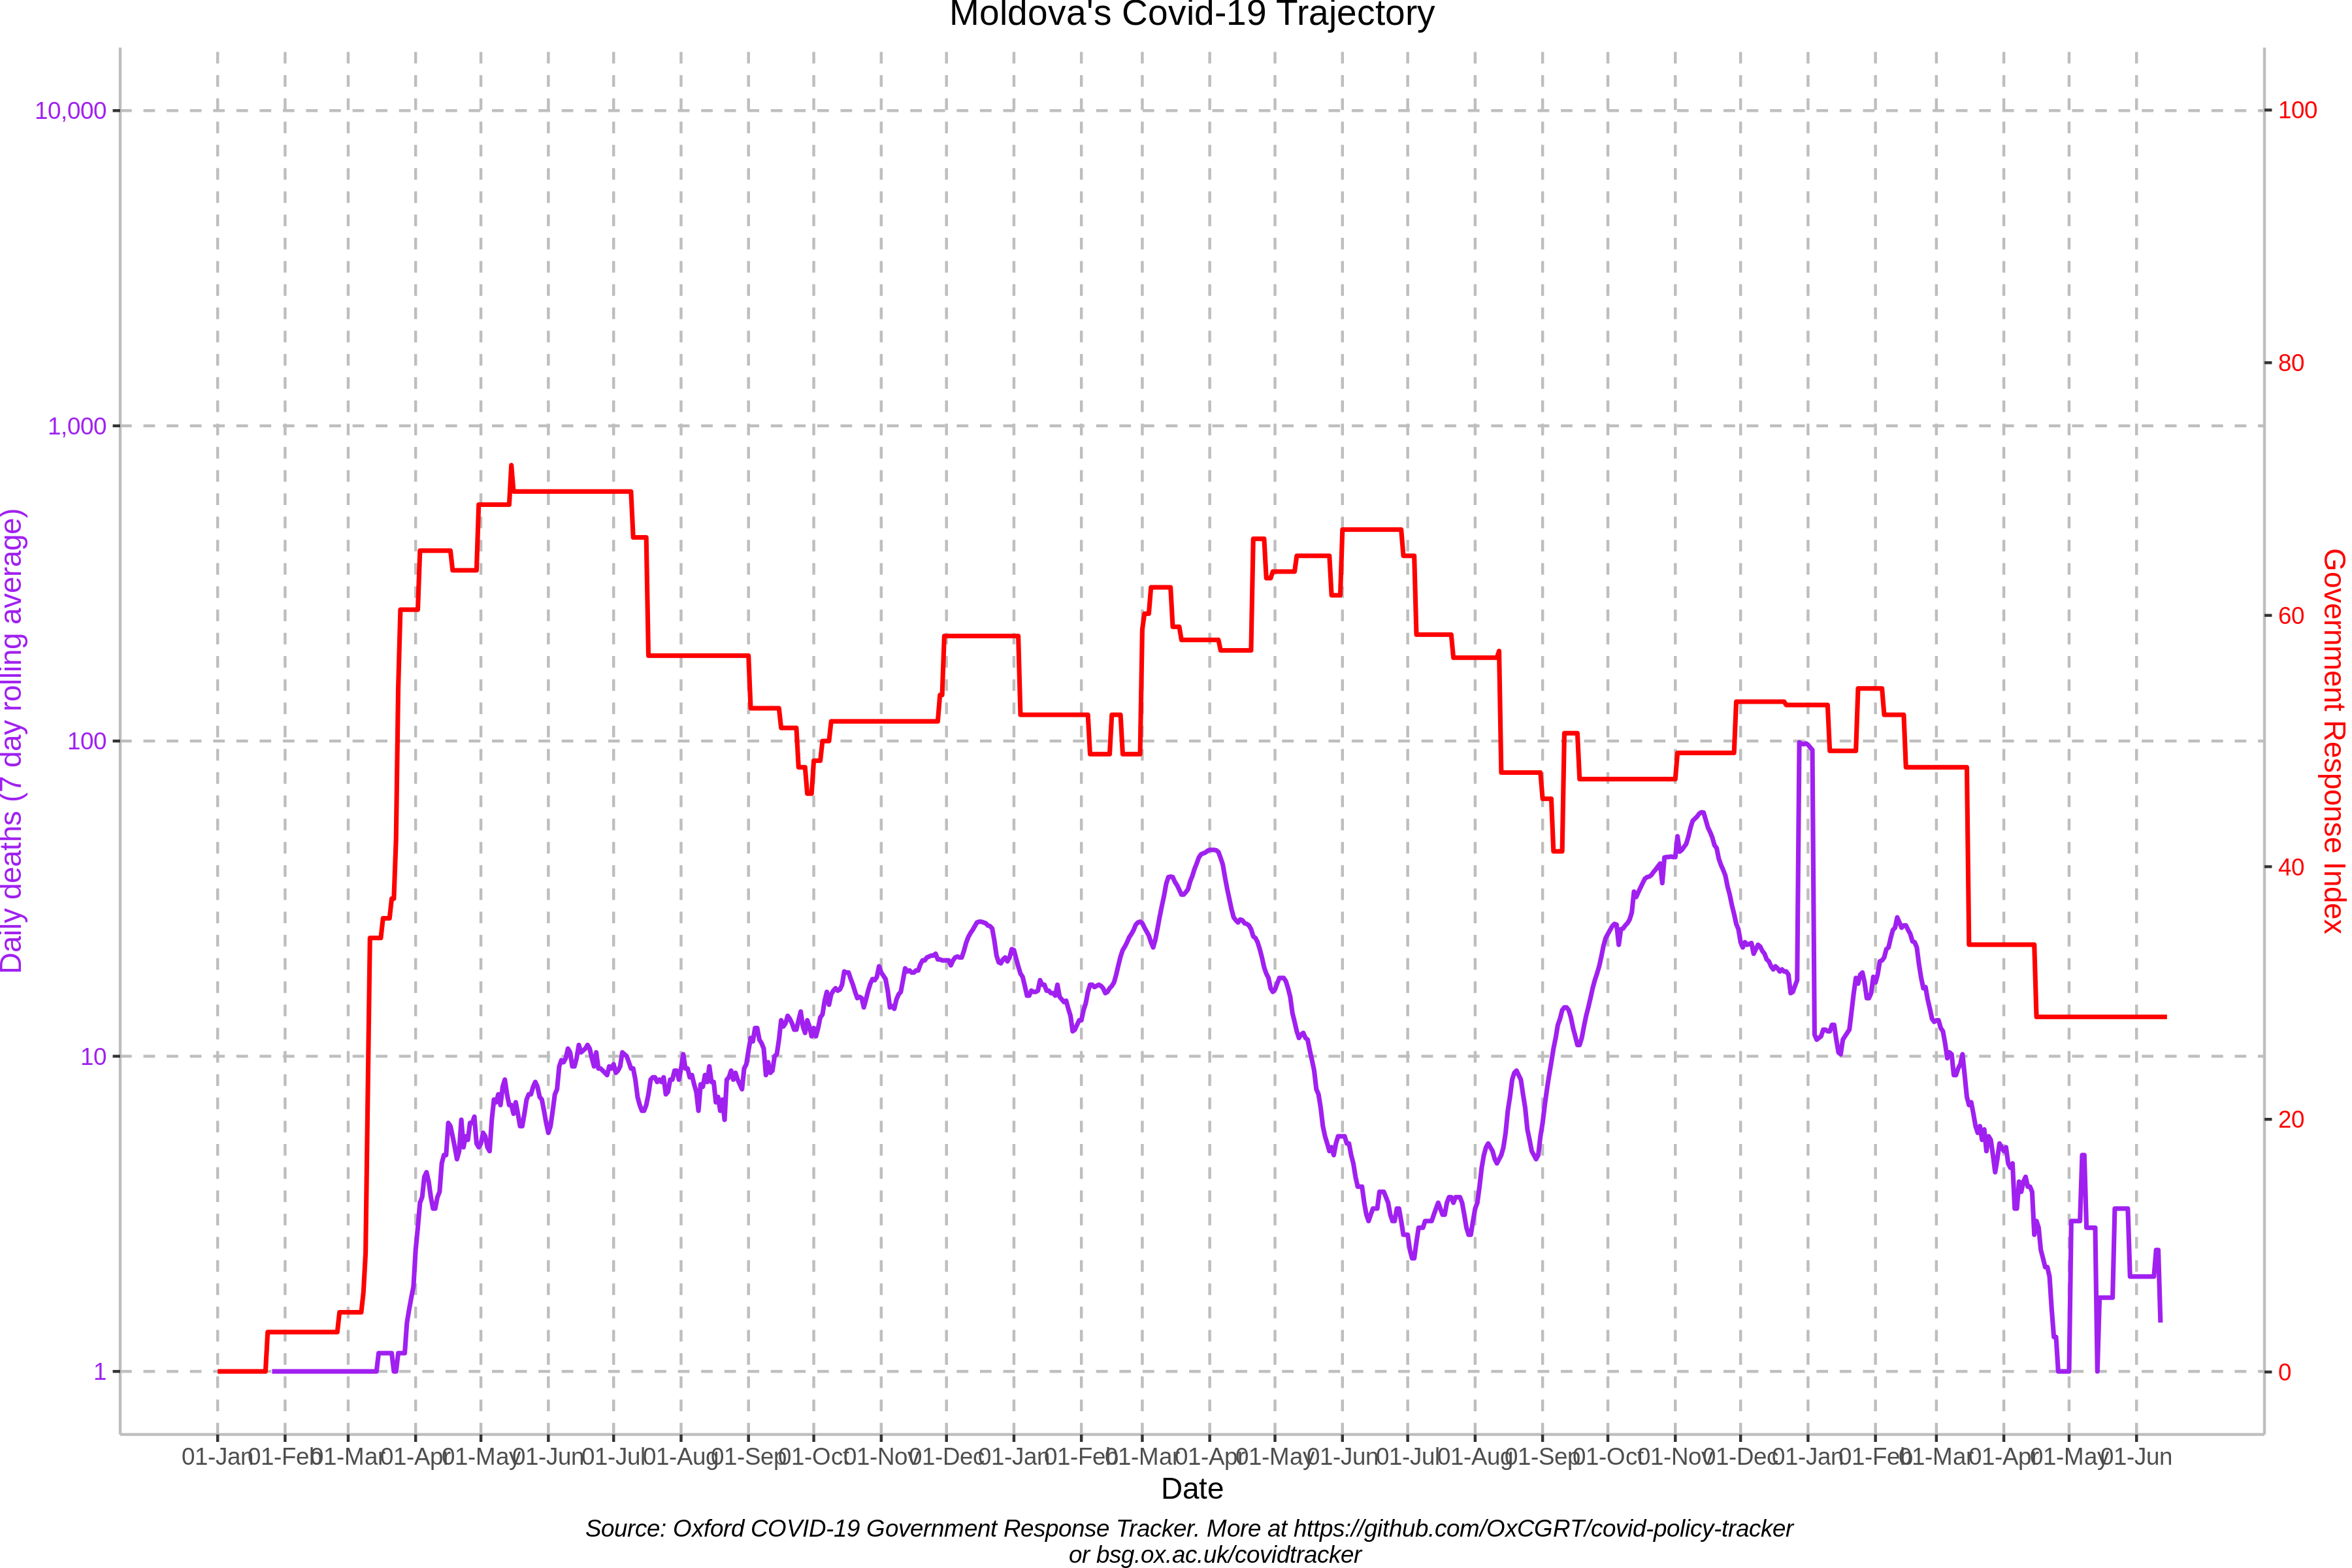 Moldova's Covid-19 Trajectory
10,000
1,000
100
10
1
Daily deaths (7 day rolling average)
100
80
60
40
20
0
Government Response Index
01-Jan 01-Feb 01-Mar 01-Apr 01-May 01-Jun 01-Jul 01-Aug 01-Sep 01-Oct 01-Nov 01-Dec 01-Jan 01-Feb 01-Mar 01-Apr 01-May 01-Jun 01-Jul 01-Aug 01-Sep 01-Oct 01-Nov 01-Dec 01-Jan 01-Feb 01-Mar 01-Apr 01-May 01-Jun
Date
Source: Oxford COVID-19 Government Response Tracker. More at https://github.com/OxCGRT/covid-policy-tracker
or bsg.ox.ac.uk/covidtracker